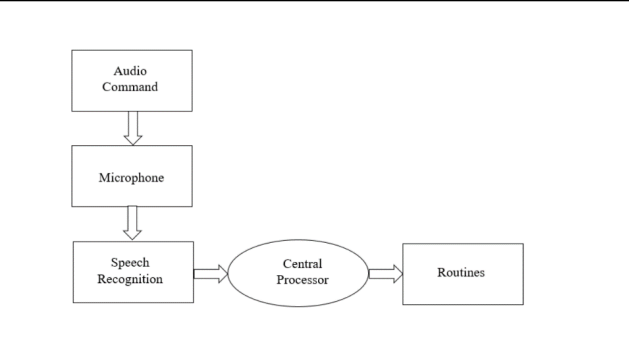 Audio
Command
Microphone
Speech
Recognition
Central
Processor
Routines